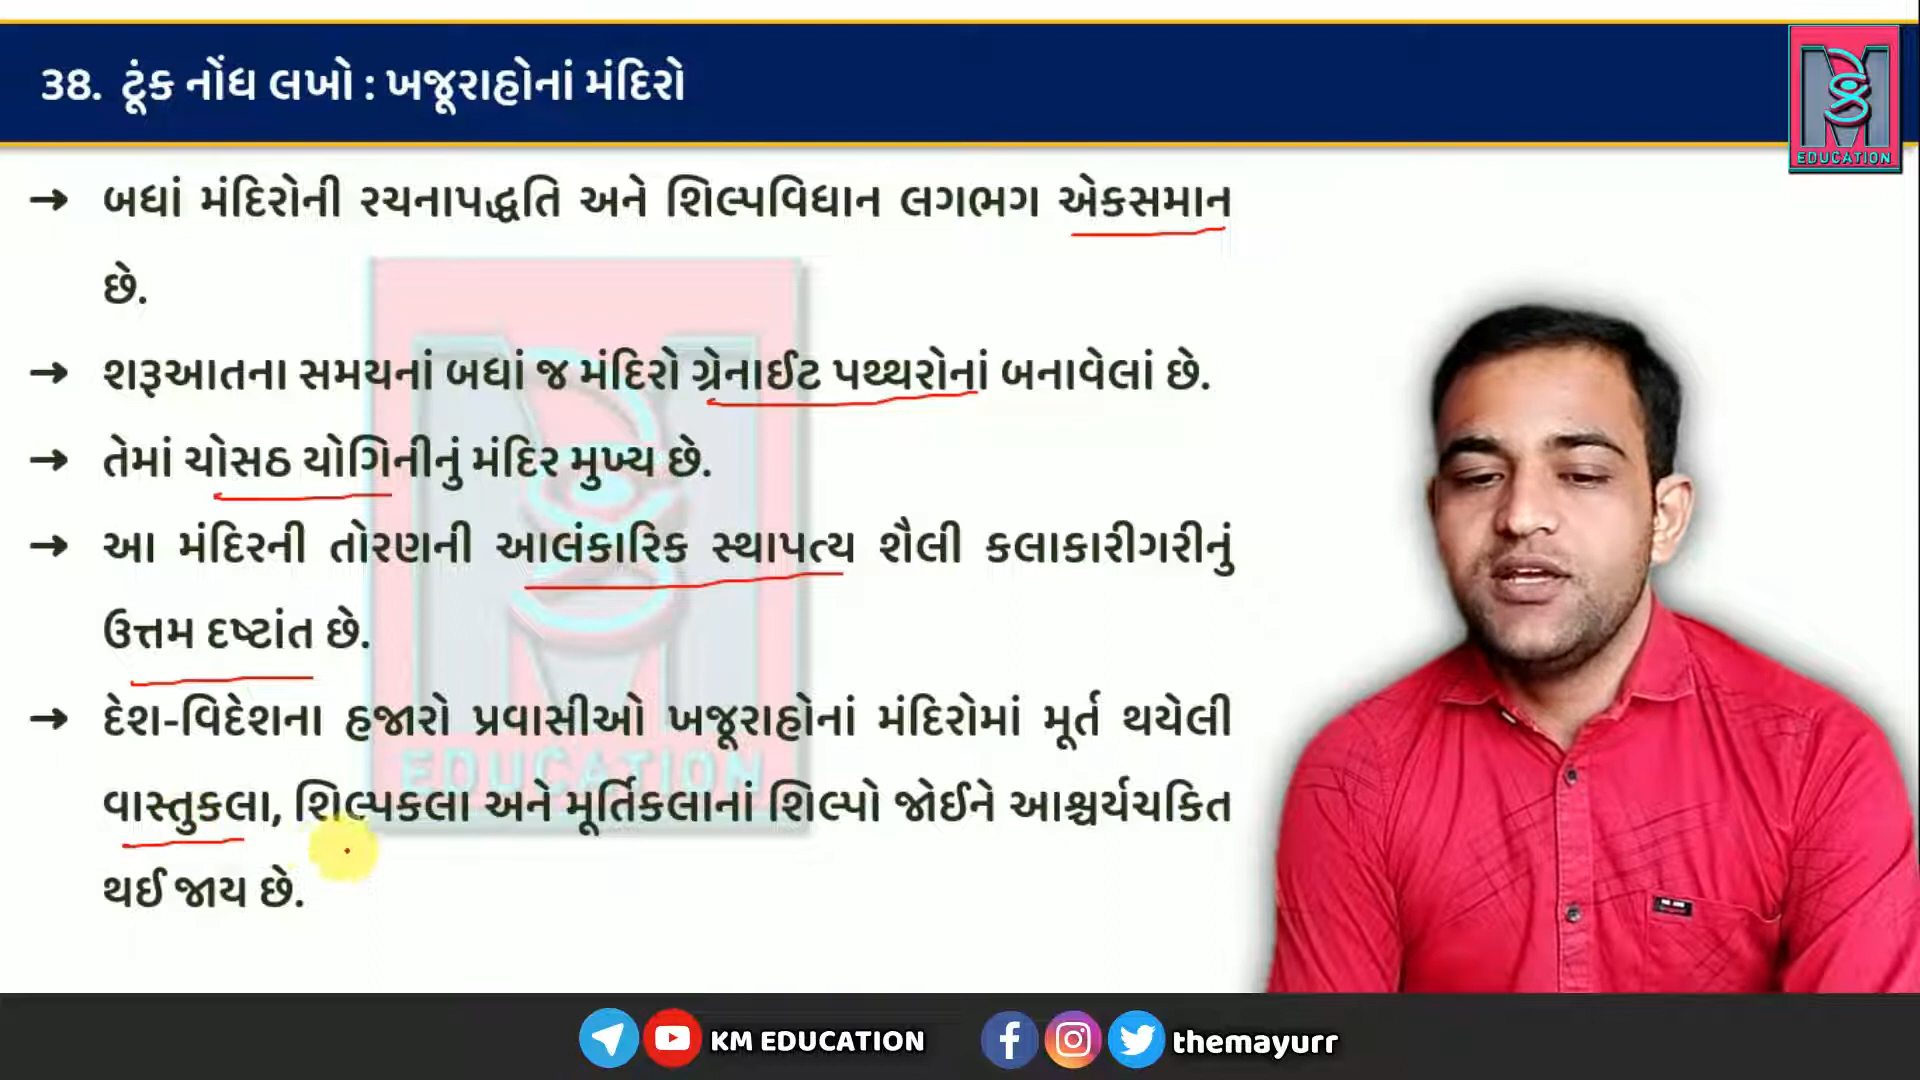 38. ટૂંક નોંધ લખો : ખજૂરાહોનાં મંદિરો
EDUCATION
→ બધાં મંદિરોની રચનાપદ્ધતિ અને શિલ્પવિધાન લગભગ એકસમાન
છે.
→ શરૂઆતના સમયનાં બધાં જ મંદિરો ગ્રેનાઈટ પથ્થરોનાં બનાવેલાં છે.
→ તેમાં ચોસઠ યોગિનીનું મંદિર મુખ્ય છે.
→ આ મંદિરની તોરણની આલંકારિક સ્થાપત્ય શૈલી કલાકારીગરીનું
ઉત્તમ દષ્ટાંત છે.
→ દેશ-વિદેશના હજારો પ્રવાસીઓ ખજૂરાહોનાં મંદિરોમાં મૂર્ત થયેલી
EDUCATION
વાસ્તુકલા, શિલ્પકલા અને મૂર્તિકલાનાં શિલ્પો જોઈને આશ્ચર્યચકિત
થઈ જાય છે.
KM EDUCATION
themayurr